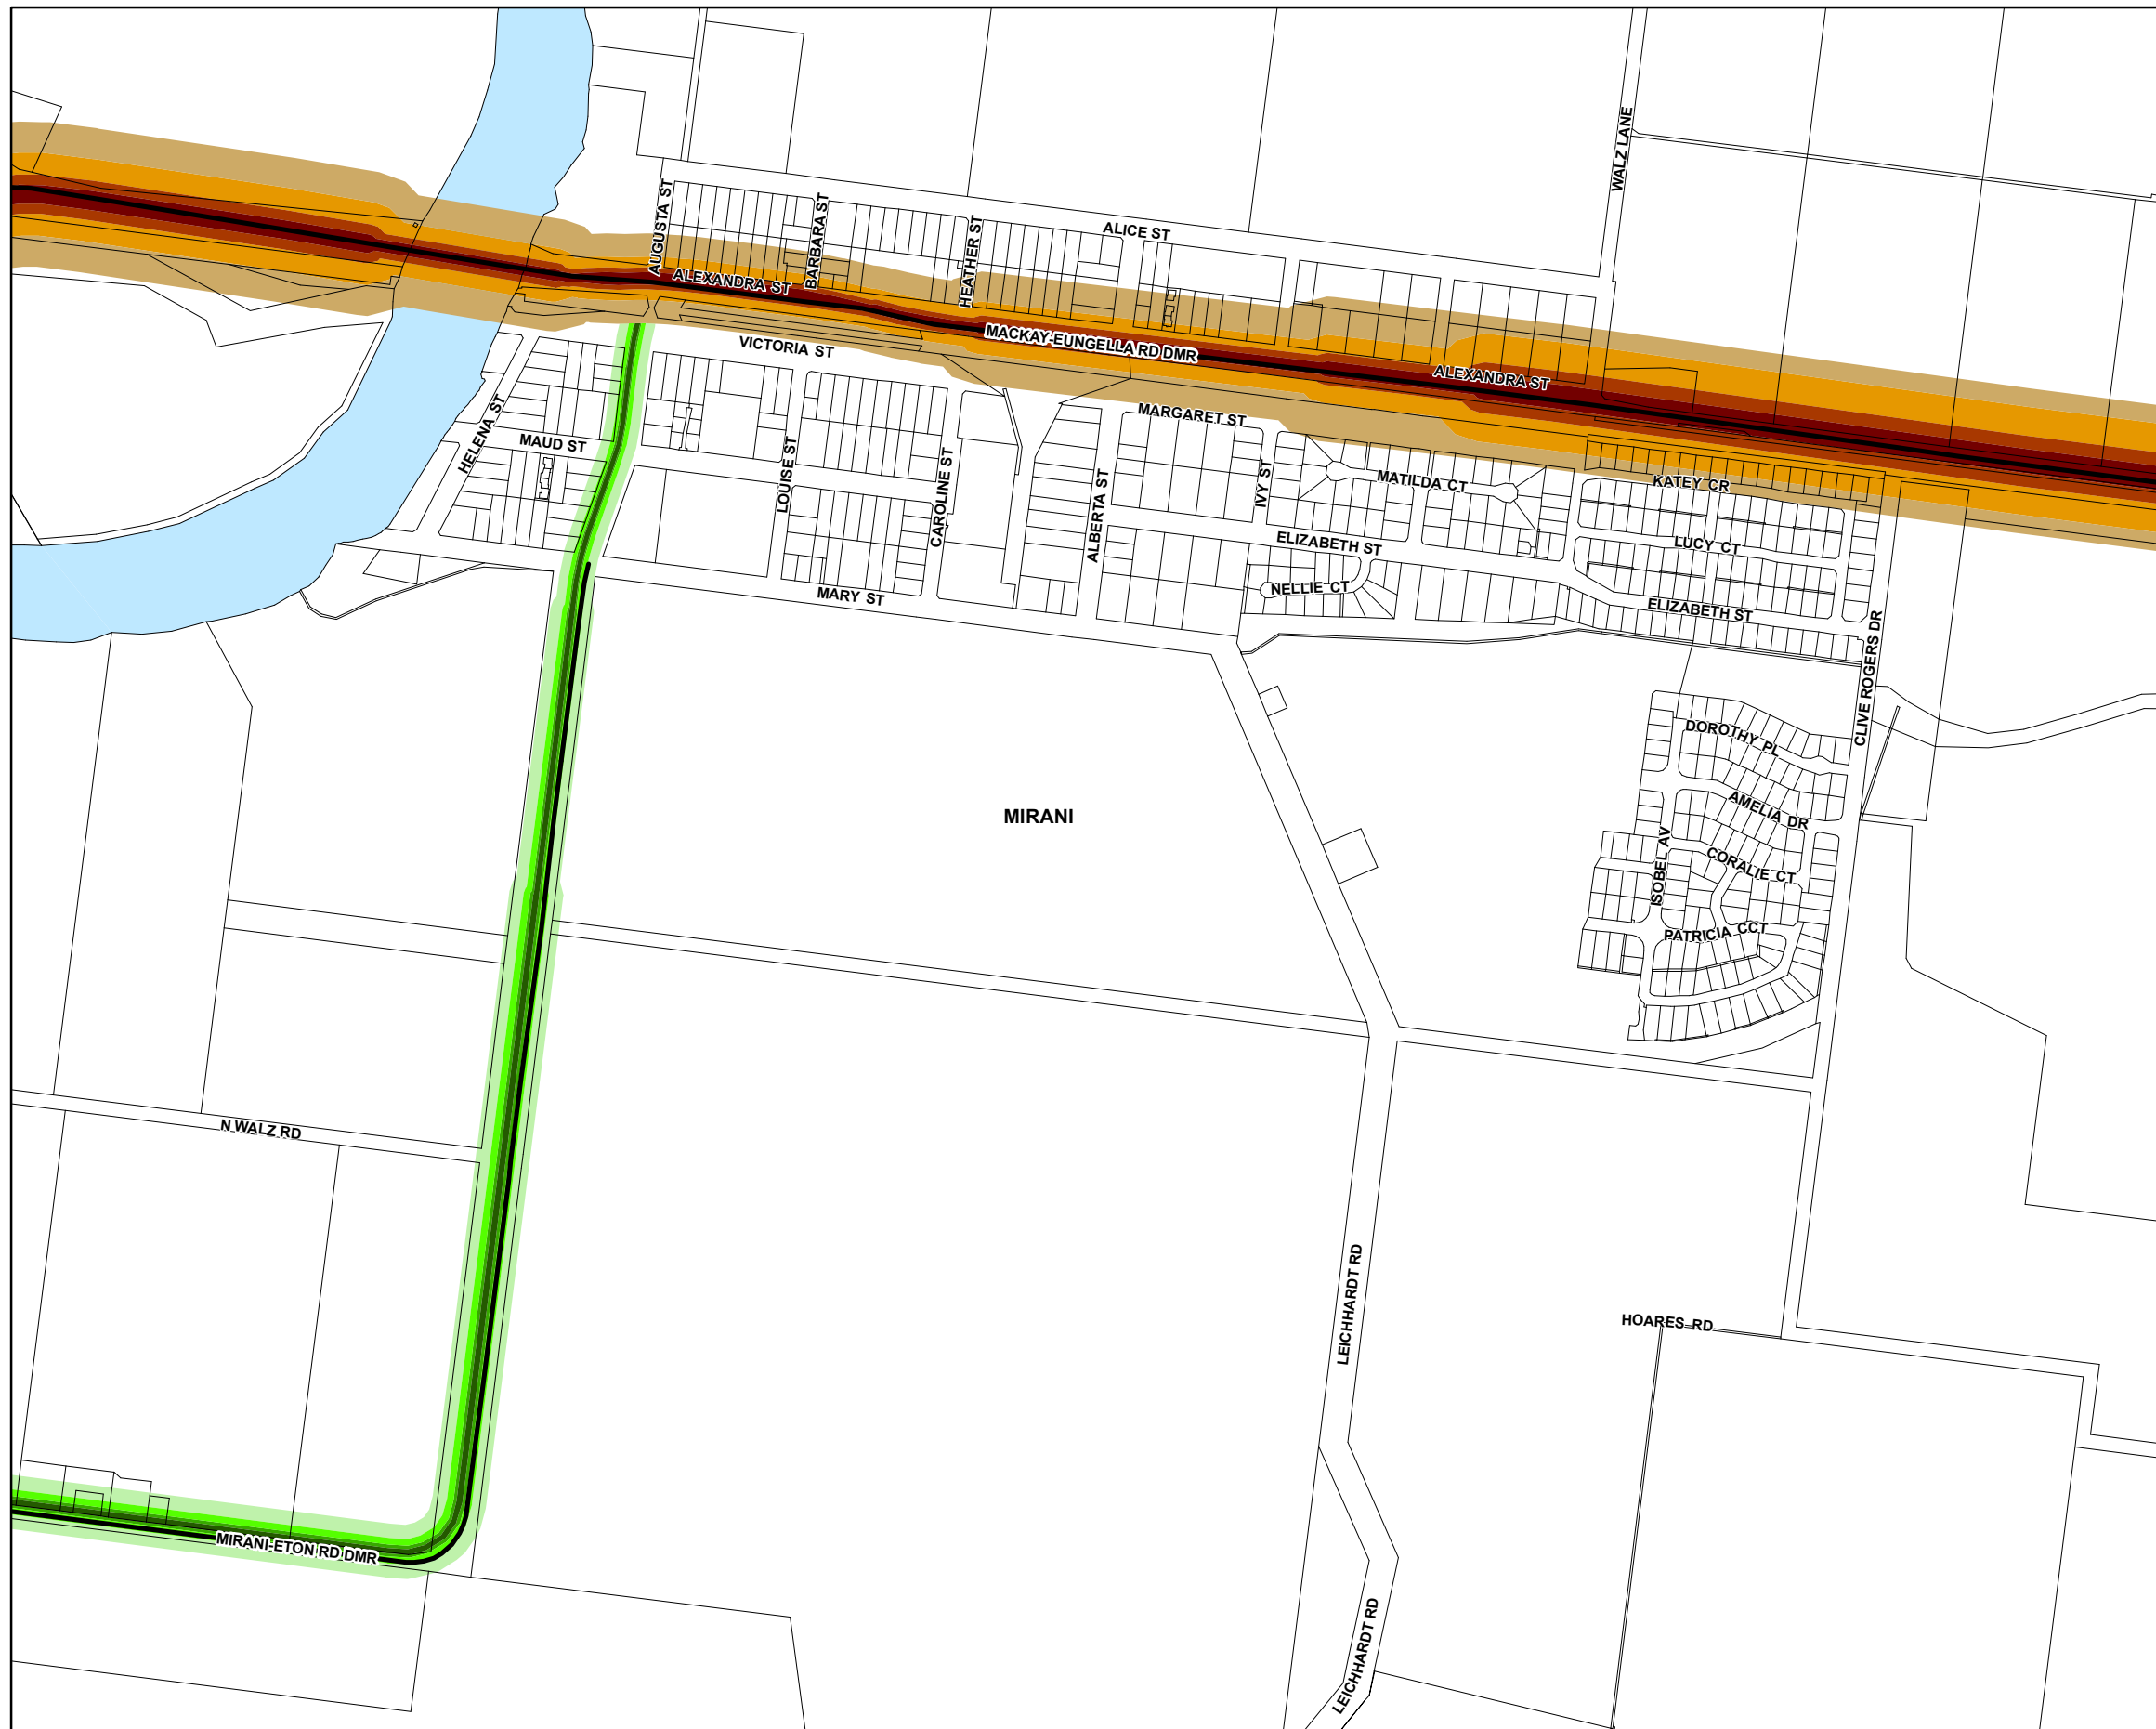 WALZ LANE
AUGUSTA ST
BARBARA ST
HEATHER ST
ALICE ST
ALEXANDRA ST
MACKAY-EUNGELLA RD DMR
ALEXANDRA ST
VICTORIA ST
HELENA ST
MAUD ST
LOUISE ST
CAROLINE ST
ALBERTA ST
MARGARET ST
IVY ST
MATILDA CT
KATEY CR
ELIZABETH ST
LUCY CT
NELLIE CT
MARY ST
ELIZABETH ST
CLIVE ROGERS DR
DOROTHY PL
AMELIA DR
MIRANI
ISOBEL AV
CORALIE CT
PATRICIA CCT
N WALZ RD
LEICHHARDT RD
HOARES RD
MIRANI-ETON RD DMR
LEICHHARDT RD